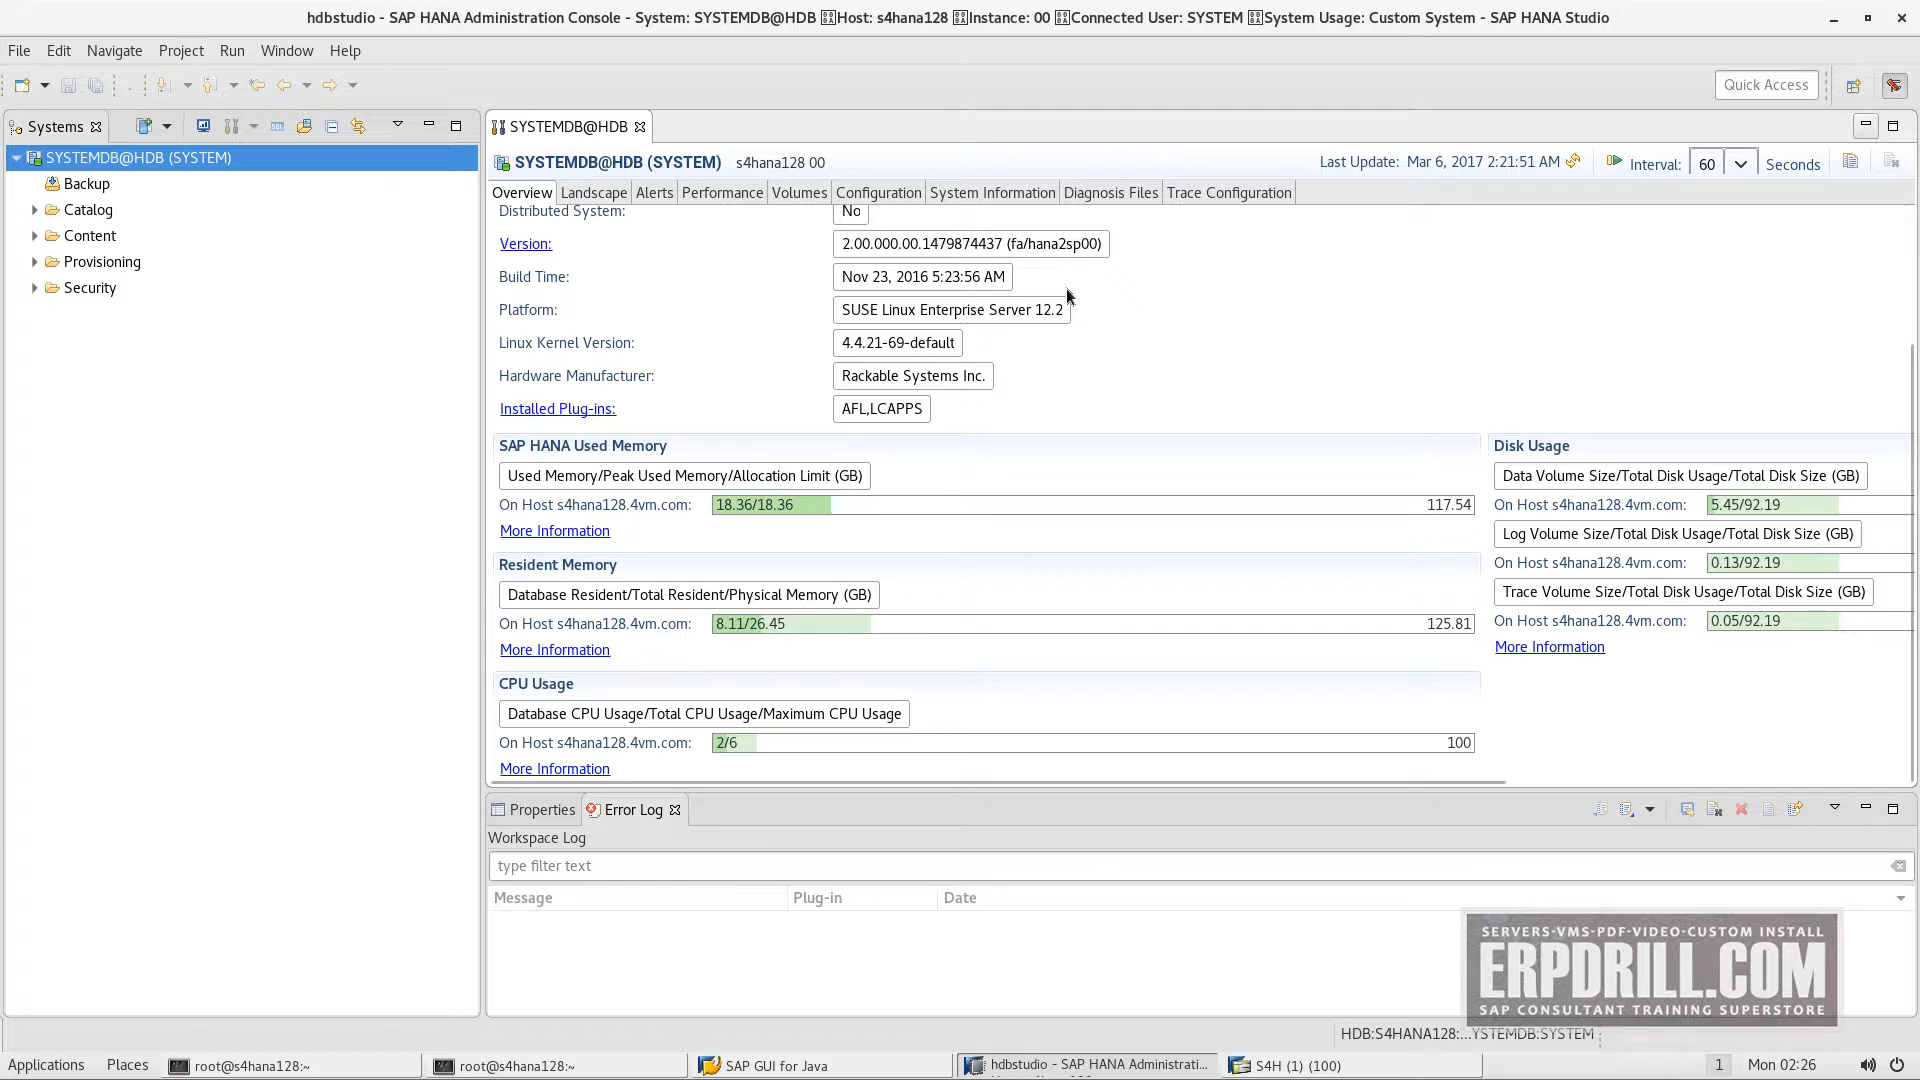 hdbstudio - SAP HANA Administration Console - System: SYSTEMDB@HDB Host: s4hana128 Instance: 00 Connected User: SYSTEM System Usage: Custom System - SAP HANA Studio
File Edit Navigate Project Run Window Help
Quick Access
Systems
SYSTEMDB@HDB (SYSTEM)
Backup
Catalog
Content
Provisioning
Security
SYSTEMDB@HDB
SYSTEMDB@HDB (SYSTEM) s4hana128 00
Last Update: Mar 6, 2017 2:21:51 AM Interval: 60 Seconds
Overview Landscape Alerts Performance Volumes Configuration System Information Diagnosis Files Trace Configuration
Distributed System: No
Version: 2.00.000.00.1479874437 (fa/hana2sp00)
Build Time: Nov 23, 2016 5:23:56 AM
Platform: SUSE Linux Enterprise Server 12.2
Linux Kernel Version: 4.4.21-69-default
Hardware Manufacturer: Rackable Systems Inc.
Installed Plug-ins: AFL,LCAPPS
SAP HANA Used Memory
Used Memory/Peak Used Memory/Allocation Limit (GB)
On Host s4hana128.4vm.com: 18.36/18.36 117.54
More Information
Resident Memory
Database Resident/Total Resident/Physical Memory (GB)
On Host s4hana128.4vm.com: 8.11/26.45 125.81
More Information
CPU Usage
Database CPU Usage/Total CPU Usage/Maximum CPU Usage
On Host s4hana128.4vm.com: 2/6 100
More Information
Disk Usage
Data Volume Size/Total Disk Usage/Total Disk Size (GB)
On Host s4hana128.4vm.com: 5.45/92.19
Log Volume Size/Total Disk Usage/Total Disk Size (GB)
On Host s4hana128.4vm.com: 0.13/92.19
Trace Volume Size/Total Disk Usage/Total Disk Size (GB)
On Host s4hana128.4vm.com: 0.05/92.19
More Information
Properties Error Log
Workspace Log
type filter text
Message Plug-in Date
SERVERS-VMS-PDF-VIDEO-CUSTOM INSTALL
ERPDRILL.COM
SAP CONSULTANT TRAINING SUPERSTORE
HDB:S4HANA128:...YSTEMDB:SYSTEM
Applications Places root@s4hana128:~ root@s4hana128:~ SAP GUI for Java hdbstudio - SAP HANA Administrati... S4H (1) (100) 1 Mon 02:26